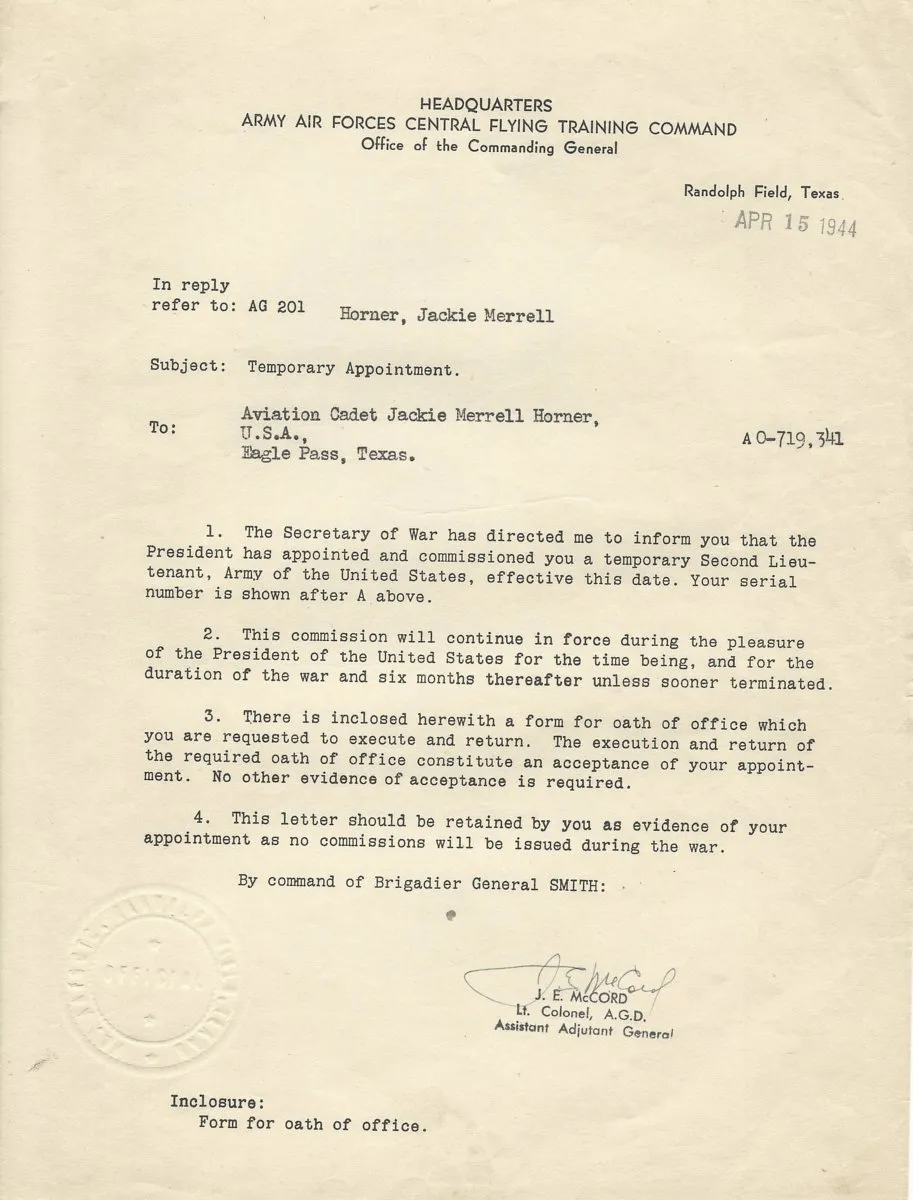 HEADQUARTERS
ARMY AIR FORCES CENTRAL FLYING TRAINING COMMAND
Office of the Commanding General
Randolph Field, Texas
APR 15 1944
In reply
refer to: AG 201 Horner, Jackie Merrell
Subject: Temporary Appointment.
To: Aviation Cadet Jackie Merrell Horner,
U.S.A.,
Eagle Pass, Texas.
A O-719,341
1. The Secretary of War has directed me to inform you that the
President has appointed and commissioned you a temporary Second Lieu-
tenant, Army of the United States, effective this date. Your serial
number is shown after A above.
2. This commission will continue in force during the pleasure
of the President of the United States for the time being, and for the
duration of the war and six months thereafter unless sooner terminated.
3. There is inclosed herewith a form for oath of office which
you are requested to execute and return. The execution and return of
the required oath of office constitute an acceptance of your appoint-
ment. No other evidence of acceptance is required.
4. This letter should be retained by you as evidence of your
appointment as no commissions will be issued during the war.
By command of Brigadier General SMITH:
OFFICIAL
J. E. McCord
J. E. McCORD
Lt. Colonel, A.G.D.
Assistant Adjutant General
Inclosure:
Form for oath of office.